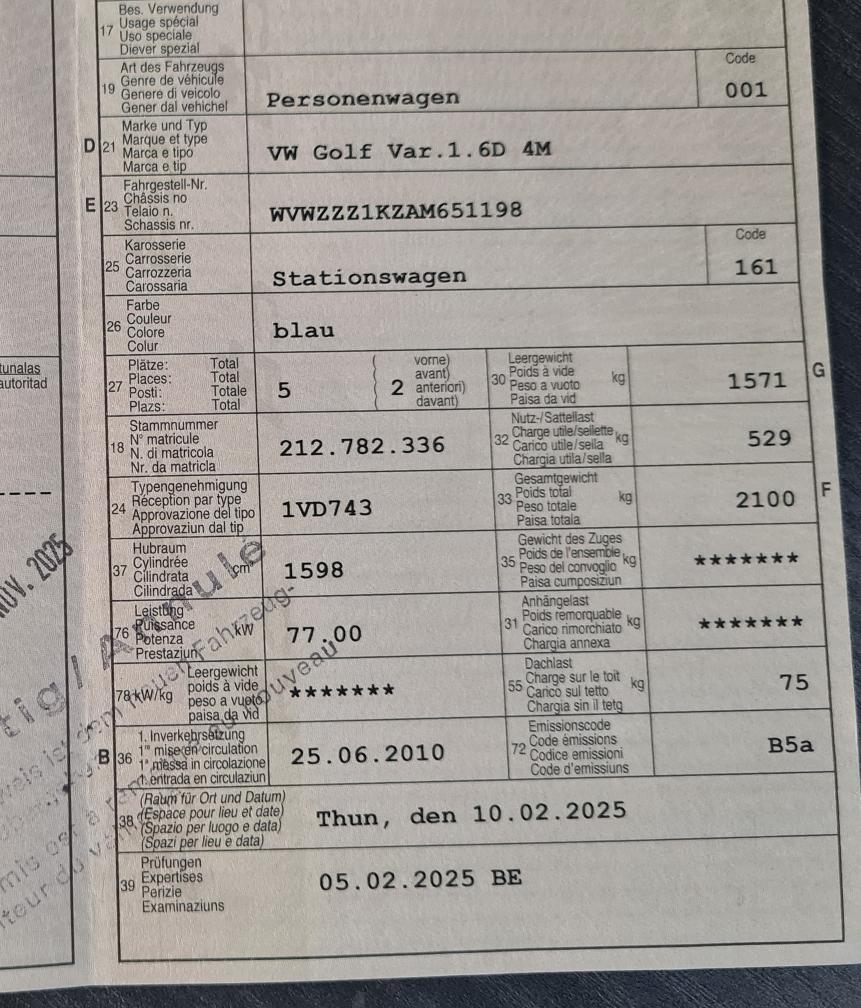 17 Bes. Verwendung
Usage spécial
Uso speciale
Diever spezial
19 Art des Fahrzeugs
Genre de véhicule
Genere di veicolo
Gener dal vehichel
Personenwagen
Code
001
D 21 Marke und Typ
Marque et type
Marca e tipo
Marca e tip
VW Golf Var.1.6D 4M
E 23 Fahrgestell-Nr.
Châssis no
Telaio n.
Schassis nr.
WVWZZZ1KZAM651198
25 Karosserie
Carrosserie
Carrozzeria
Carossaria
Stationswagen
Code
161
26 Farbe
Couleur
Colore
Colur
blau
27 Plätze: Total
Places: Total
Posti: Totale
Plazs: Total
5
2 vorne)
avant)
anteriori)
davant)
30 Leergewicht
Poids à vide
Peso a vuoto
Paisa da vid
kg
1571
G
18 Stammnummer
N° matricule
N. di matricola
Nr. da matricla
212.782.336
32 Nutz-/Sattellast
Charge utile/sellette
Carico utile/sella
Chargia utila/sella
kg
529
24 Typengenehmigung
Réception par type
Approvazione del tipo
Approvaziun dal tip
1VD743
33 Gesamtgewicht
Poids total
Peso totale
Paisa totala
kg
2100
F
37 Hubraum
Cylindrée
Cilindrata
Cilindrada
cm³
1598
35 Gewicht des Zuges
Poids de l'ensemble
Peso del convoglio
Paisa cumposiziun
kg
*******
76 Leistung
Puissance
Potenza
Prestaziun
kW
77.00
31 Anhängelast
Poids remorquable
Carico rimorchiato
Chargia annexa
kg
*******
78 kW/kg
Leergewicht
poids à vide
peso a vuoto
paisa da vid
*******
55 Dachlast
Charge sur le toit
Carico sul tetto
Chargia sin il tetg
kg
75
B 36 1. Inverkehrsetzung
1re mise en circulation
1a messa in circolazione
1. entrada en circulaziun
25.06.2010
72 Emissionscode
Code émissions
Codice emissioni
Code d'emissiuns
B5a
38 (Raum für Ort und Datum)
(Espace pour lieu et date)
(Spazio per luogo e data)
(Spazi per lieu e data)
Thun, den 10.02.2025
39 Prüfungen
Expertises
Perizie
Examinaziuns
05.02.2025 BE
autoritad
NOV. 2025
Annulé
Fahrzeug-
nouveau